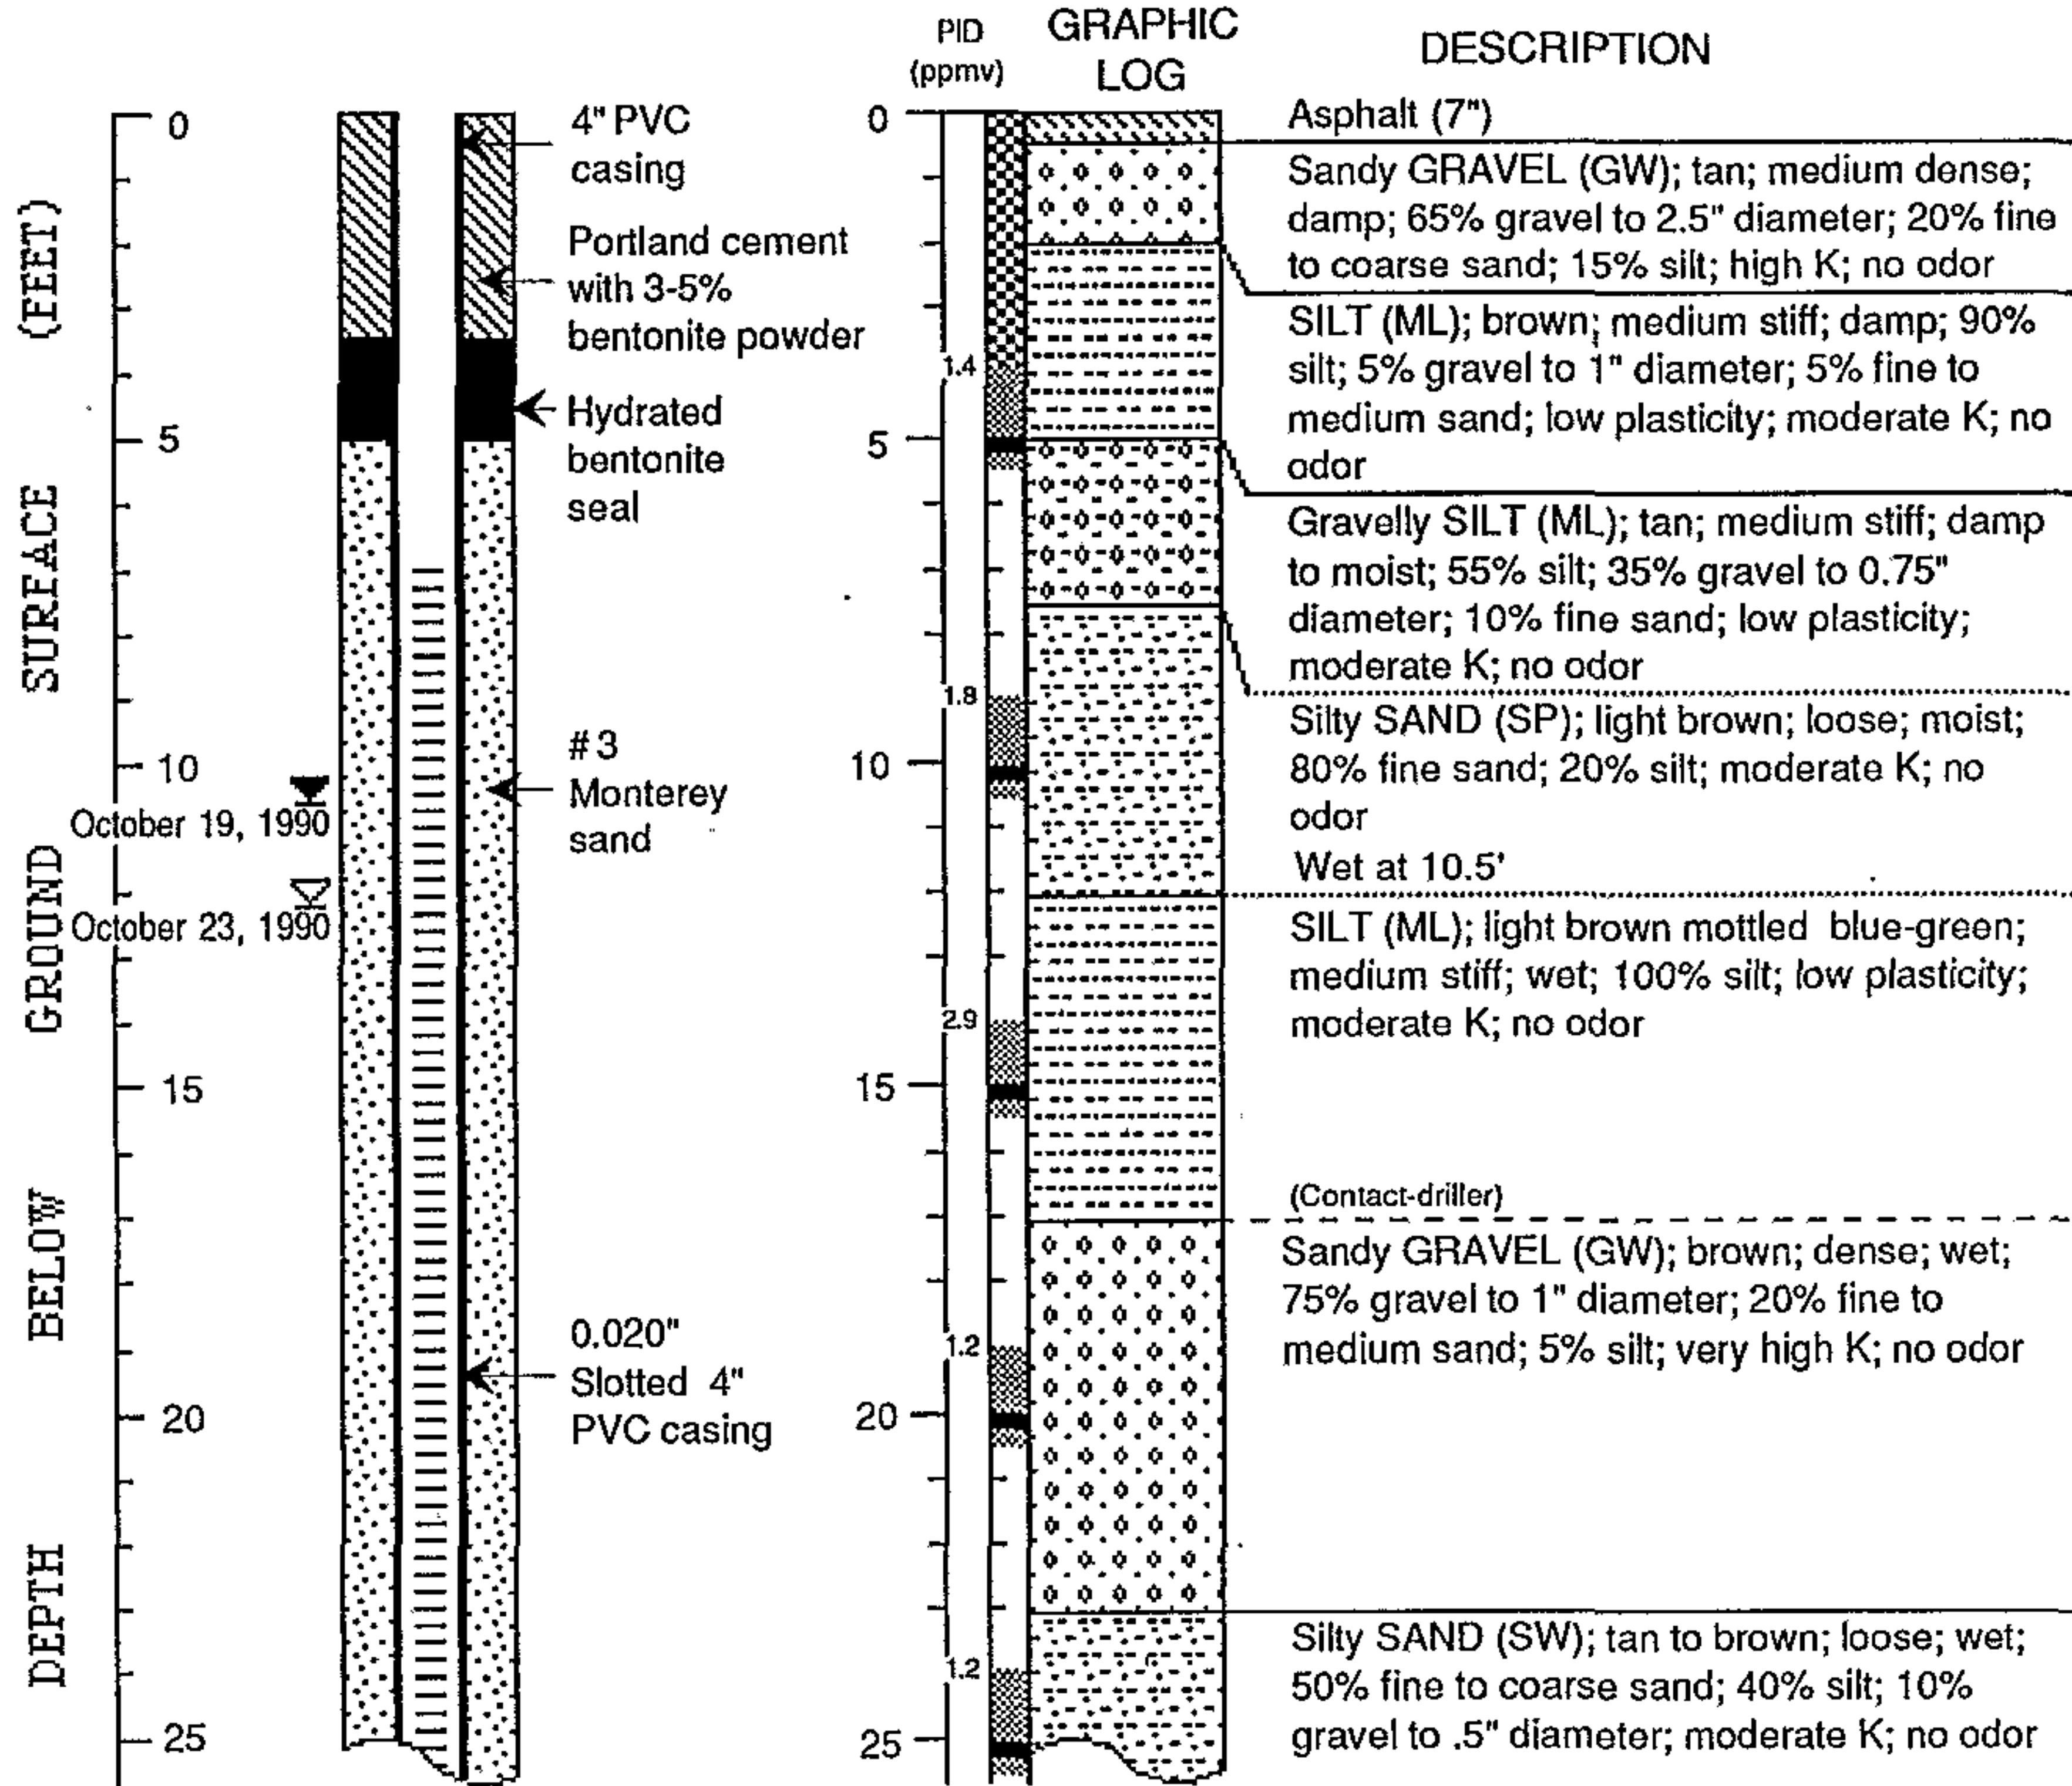 PID
(ppmv)
GRAPHIC
LOG
DESCRIPTION
DEPTH BELOW GROUND SURFACE (FEET)
0
5
10
15
20
25
October 19, 1990
October 23, 1990
4" PVC
casing
Portland cement
with 3-5%
bentonite powder
Hydrated
bentonite
seal
#3
Monterey
sand
0.020"
Slotted 4"
PVC casing
0
5
10
15
20
25
1.4
1.8
2.9
1.2
1.2
Asphalt (7")
Sandy GRAVEL (GW); tan; medium dense;
damp; 65% gravel to 2.5" diameter; 20% fine
to coarse sand; 15% silt; high K; no odor
SILT (ML); brown; medium stiff; damp; 90%
silt; 5% gravel to 1" diameter; 5% fine to
medium sand; low plasticity; moderate K; no
odor
Gravelly SILT (ML); tan; medium stiff; damp
to moist; 55% silt; 35% gravel to 0.75"
diameter; 10% fine sand; low plasticity;
moderate K; no odor
Silty SAND (SP); light brown; loose; moist;
80% fine sand; 20% silt; moderate K; no
odor
Wet at 10.5'
SILT (ML); light brown mottled blue-green;
medium stiff; wet; 100% silt; low plasticity;
moderate K; no odor
(Contact-driller)
Sandy GRAVEL (GW); brown; dense; wet;
75% gravel to 1" diameter; 20% fine to
medium sand; 5% silt; very high K; no odor
Silty SAND (SW); tan to brown; loose; wet;
50% fine to coarse sand; 40% silt; 10%
gravel to .5" diameter; moderate K; no odor